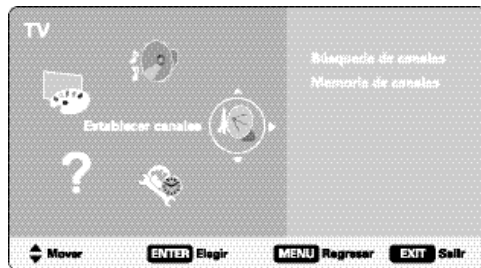 TV
Búsqueda de canales
Memoria de canales
Establecer canales
Mover ENTER Elegir MENU Regresar EXIT Salir